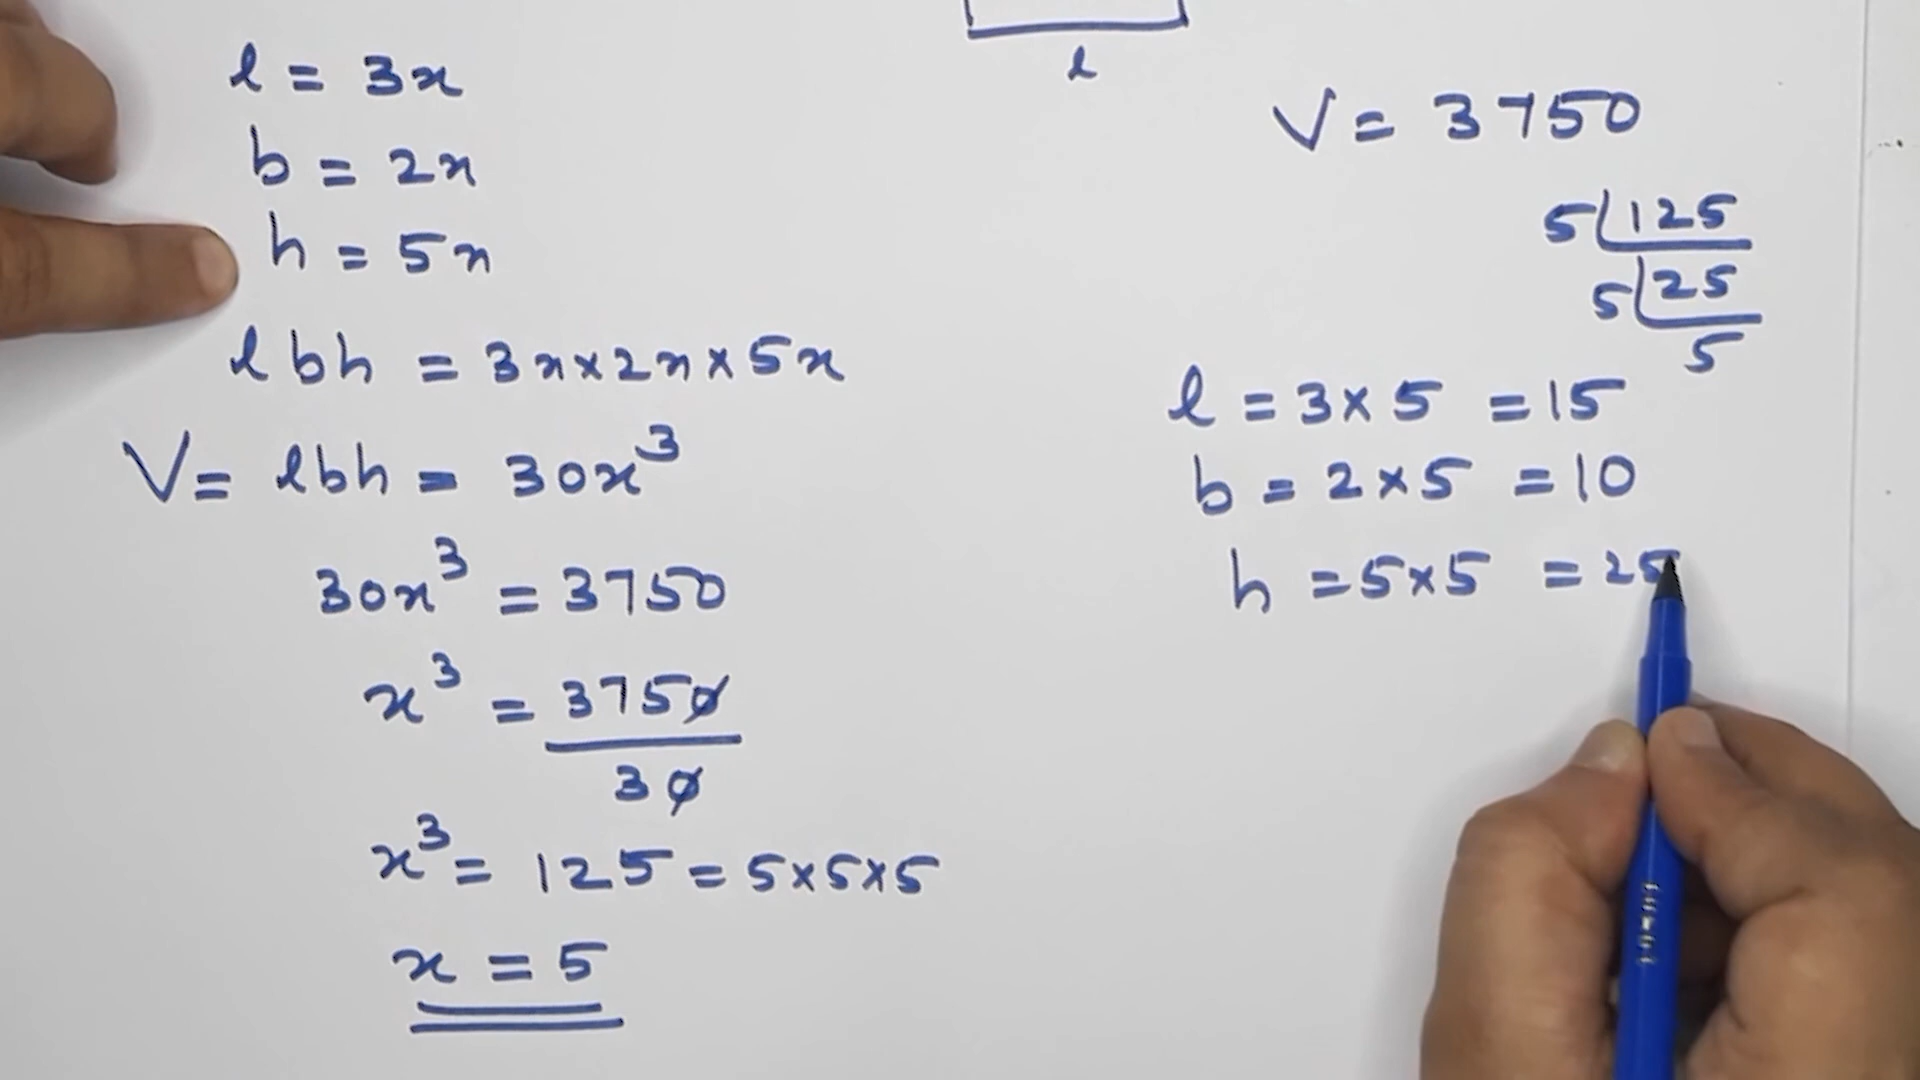 l = 3x
b = 2x
h = 5x
lbh = 3x×2x×5x
V= lbh = 30x³
30x³ = 3750
x³ = 3750
30
x³ = 125 = 5×5×5
x = 5
l
V = 3750
5 125
5 25
5
l = 3×5 = 15
b = 2×5 = 10
h = 5×5 = 25